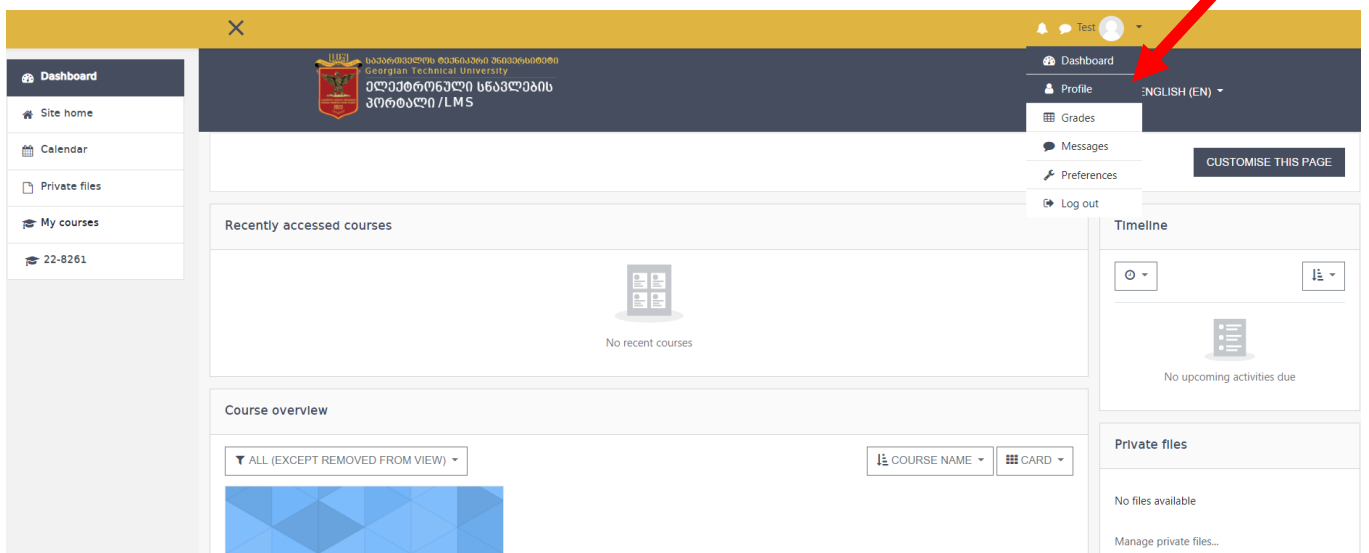 Test
Dashboard
Profile
Grades
Messages
Preferences
Log out
საქართველოს ტექნიკური უნივერსიტეტი
Georgian Technical University
ელექტრონული სწავლების
პორტალი/LMS
ENGLISH (EN)
Dashboard
Site home
Calendar
Private files
My courses
22-8261
CUSTOMISE THIS PAGE
Recently accessed courses
No recent courses
Timeline
No upcoming activities due
Course overview
ALL (EXCEPT REMOVED FROM VIEW)
COURSE NAME
CARD
Private files
No files available
Manage private files...